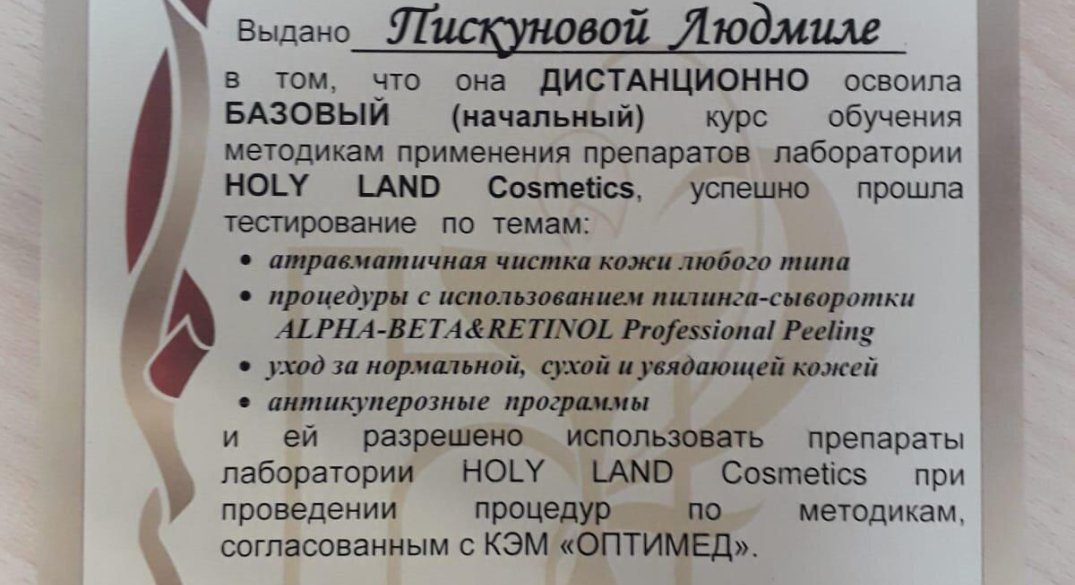 Выдано Пискуновой Людмиле
в том, что она ДИСТАНЦИОННО освоила
БАЗОВЫЙ (начальный) курс обучения
методикам применения препаратов лаборатории
HOLY LAND Cosmetics, успешно прошла
тестирование по темам:
• атравматичная чистка кожи любого типа
• процедуры с использованием пилинга-сыворотки
ALPHA-BETA&RETINOL Professional Peeling
• уход за нормальной, сухой и увядающей кожей
• антикуперозные программы
и ей разрешено использовать препараты
лаборатории HOLY LAND Cosmetics при
проведении процедур по методикам,
согласованным с КЭМ «ОПТИМЕД».